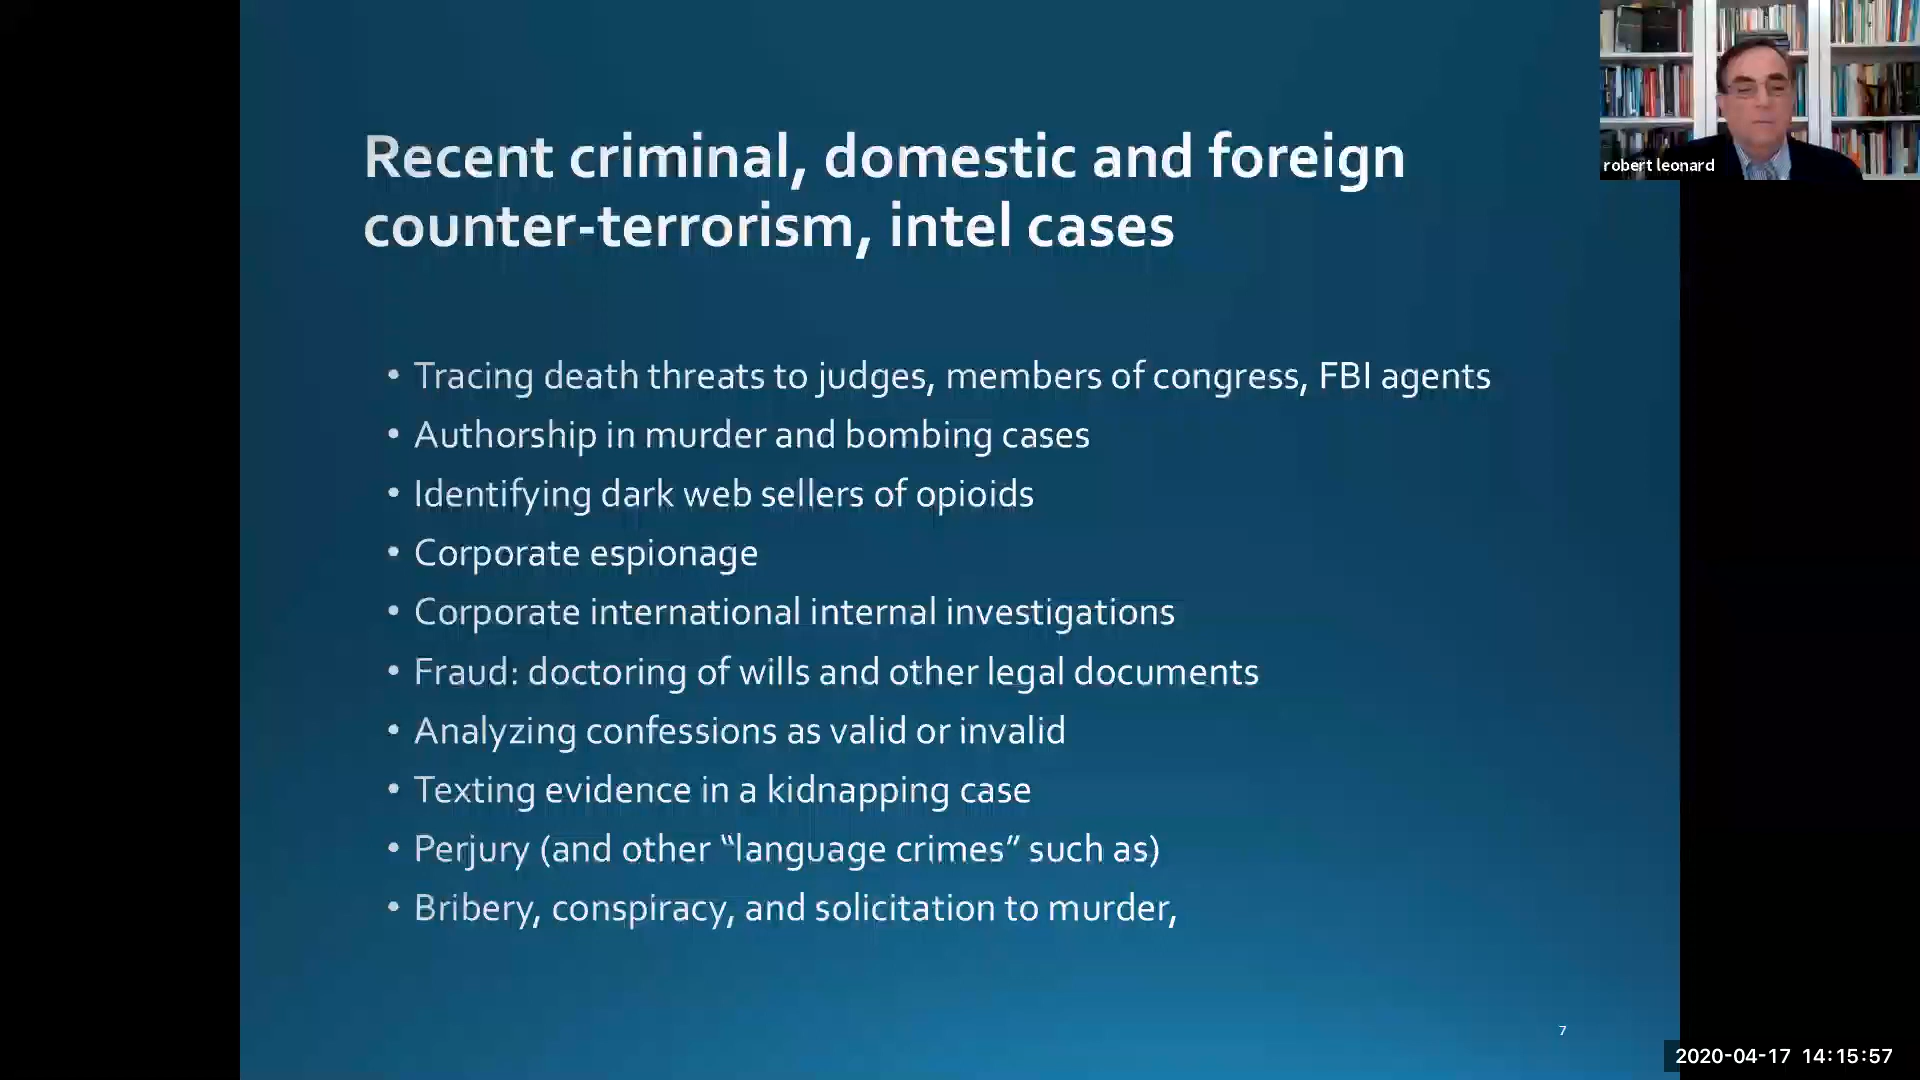 Recent criminal, domestic and foreign
counter-terrorism, intel cases
• Tracing death threats to judges, members of congress, FBI agents
• Authorship in murder and bombing cases
• Identifying dark web sellers of opioids
• Corporate espionage
• Corporate international internal investigations
• Fraud: doctoring of wills and other legal documents
• Analyzing confessions as valid or invalid
• Texting evidence in a kidnapping case
• Perjury (and other “language crimes” such as)
• Bribery, conspiracy, and solicitation to murder,
7
robert leonard
2020-04-17 14:15:57